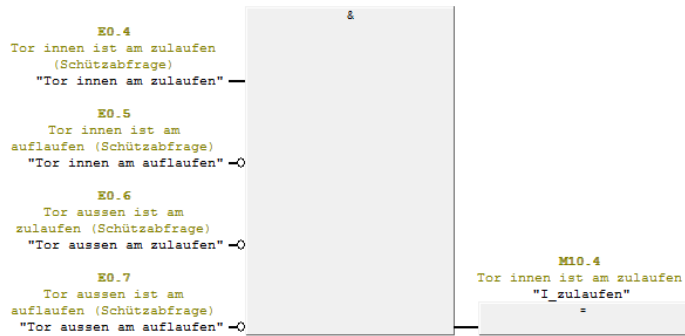 &
E0.4
Tor innen ist am zulaufen
(Schützabfrage)
"Tor innen am zulaufen"
E0.5
Tor innen ist am
auflaufen (Schützabfrage)
"Tor innen am auflaufen"
E0.6
Tor aussen ist am
zulaufen (Schützabfrage)
"Tor aussen am zulaufen"
E0.7
Tor aussen ist am
auflaufen (Schützabfrage)
"Tor aussen am auflaufen"
M10.4
Tor innen ist am zulaufen
"I_zulaufen"
=